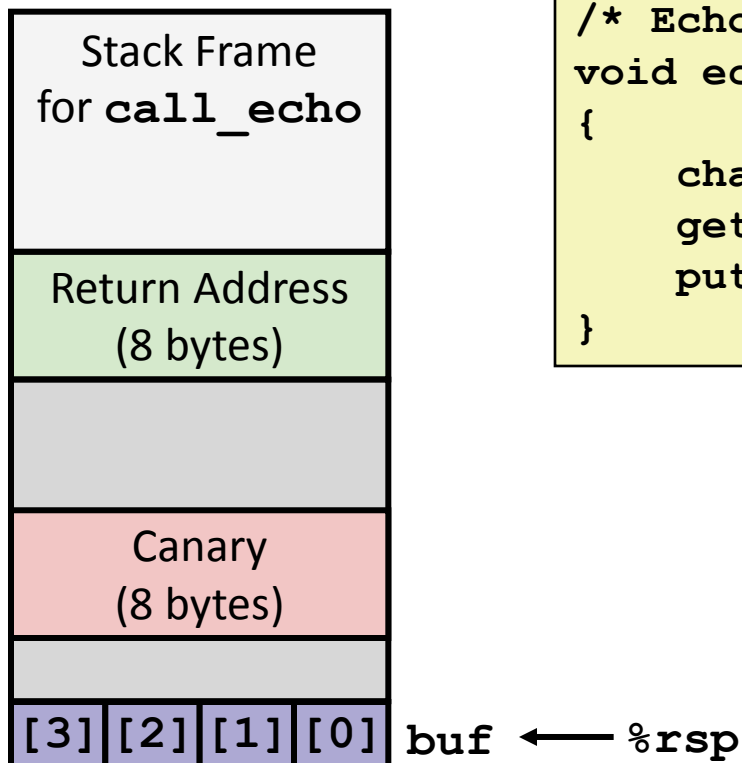 Stack Frame
for call_echo
Return Address
(8 bytes)
Canary
(8 bytes)
[3] [2] [1] [0] buf ← %rsp
/* Echo
void ec
{
cha
get
put
}